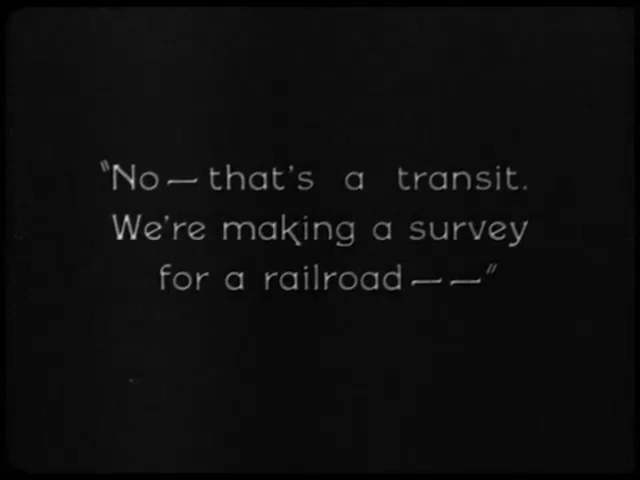 "No—that's a transit.
We're making a survey
for a railroad——"